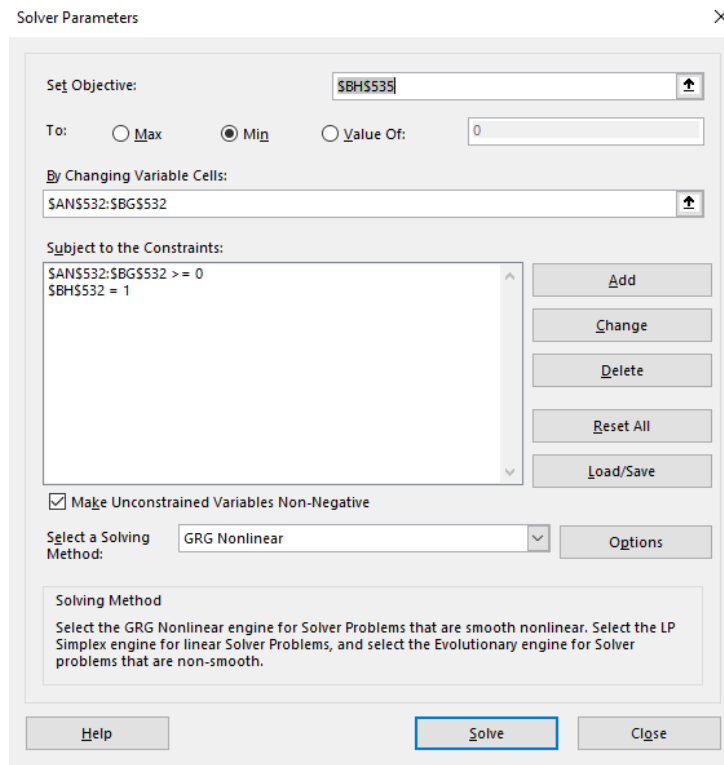 Solver Parameters
Set Objective:
$BH$535
To:
Max
Min
Value Of:
0
By Changing Variable Cells:
$AN$532:$BG$532
Subject to the Constraints:
$AN$532:$BG$532 >= 0
$BH$532 = 1
Add
Change
Delete
Reset All
Load/Save
Make Unconstrained Variables Non-Negative
Select a Solving
Method:
GRG Nonlinear
Options
Solving Method
Select the GRG Nonlinear engine for Solver Problems that are smooth nonlinear. Select the LP
Simplex engine for linear Solver Problems, and select the Evolutionary engine for Solver
problems that are non-smooth.
Help
Solve
Close